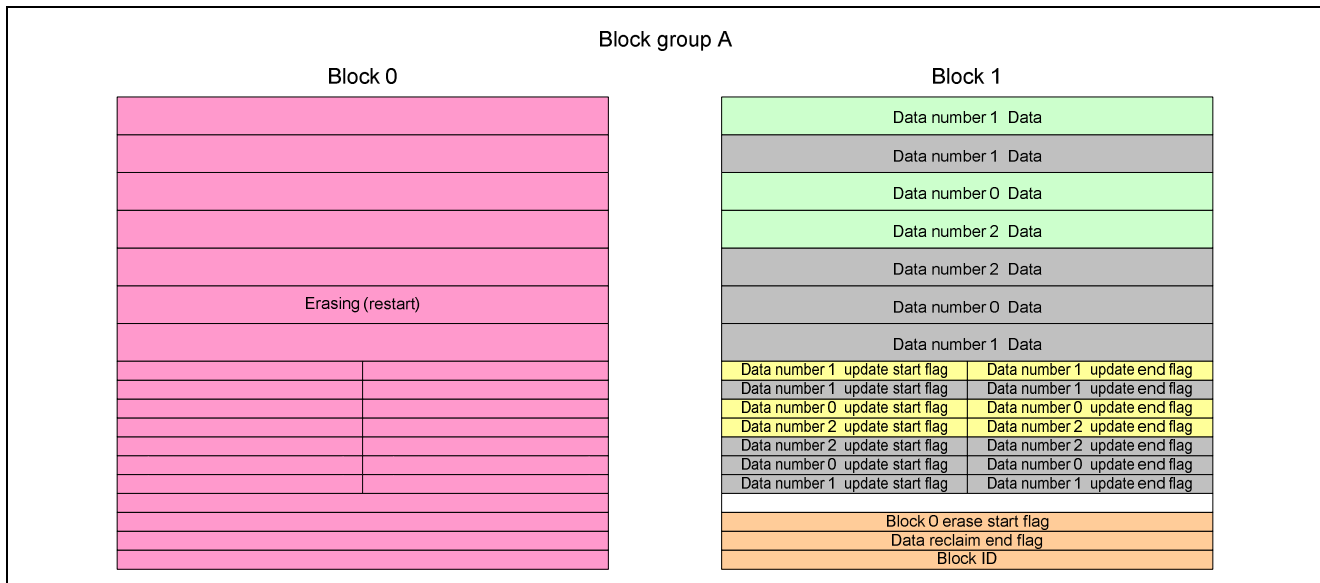 Block group A
Block 0
Block 1
Erasing (restart)
Data number 1 Data
Data number 1 Data
Data number 0 Data
Data number 2 Data
Data number 2 Data
Data number 0 Data
Data number 1 Data
Data number 1 update start flag Data number 1 update end flag
Data number 1 update start flag Data number 1 update end flag
Data number 0 update start flag Data number 0 update end flag
Data number 2 update start flag Data number 2 update end flag
Data number 2 update start flag Data number 2 update end flag
Data number 0 update start flag Data number 0 update end flag
Data number 1 update start flag Data number 1 update end flag
Block 0 erase start flag
Data reclaim end flag
Block ID